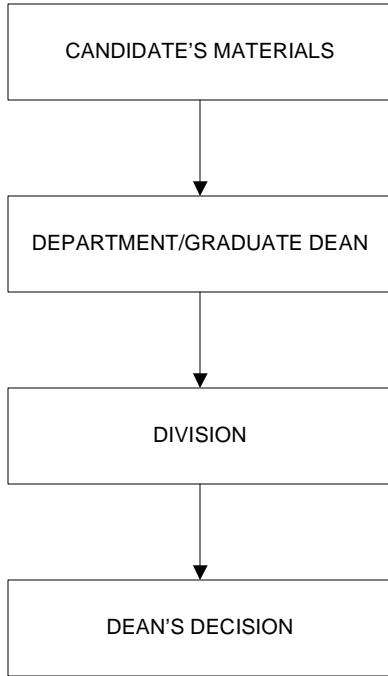 CANDIDATE’S MATERIALS
DEPARTMENT/GRADUATE DEAN
DIVISION
DEAN’S DECISION